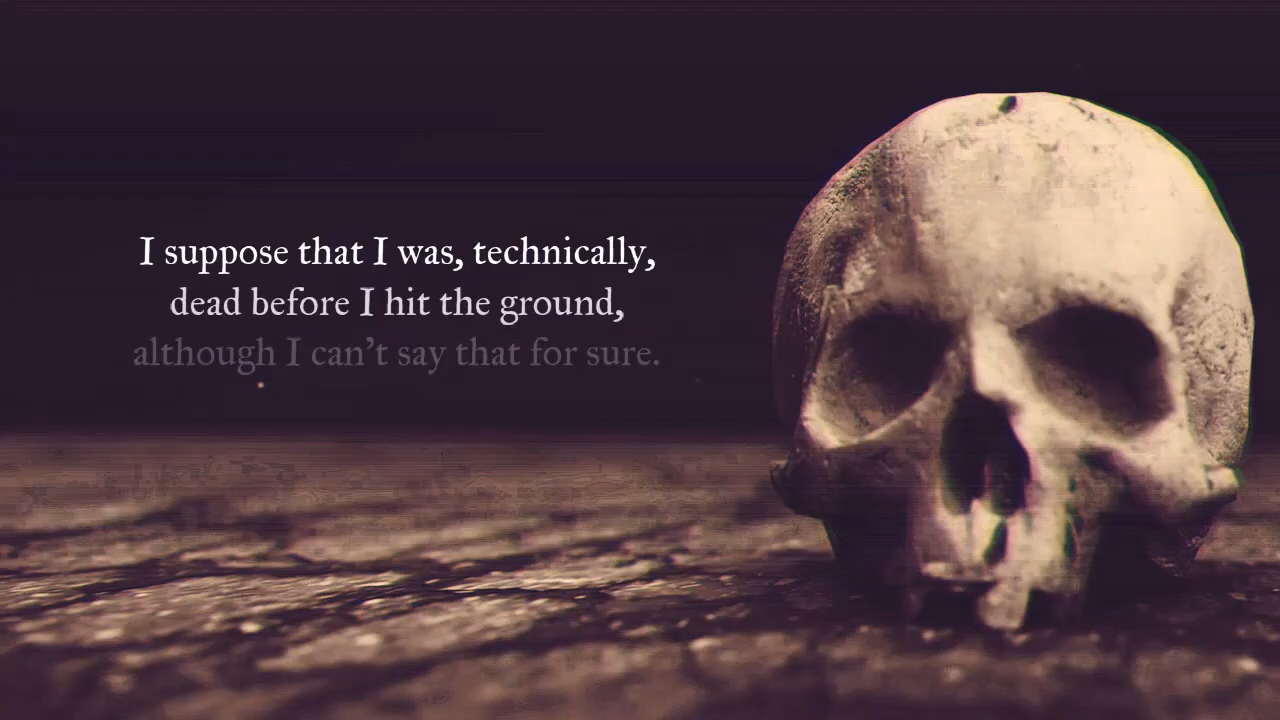 I suppose that I was, technically,
dead before I hit the ground,
although I can’t say that for sure.